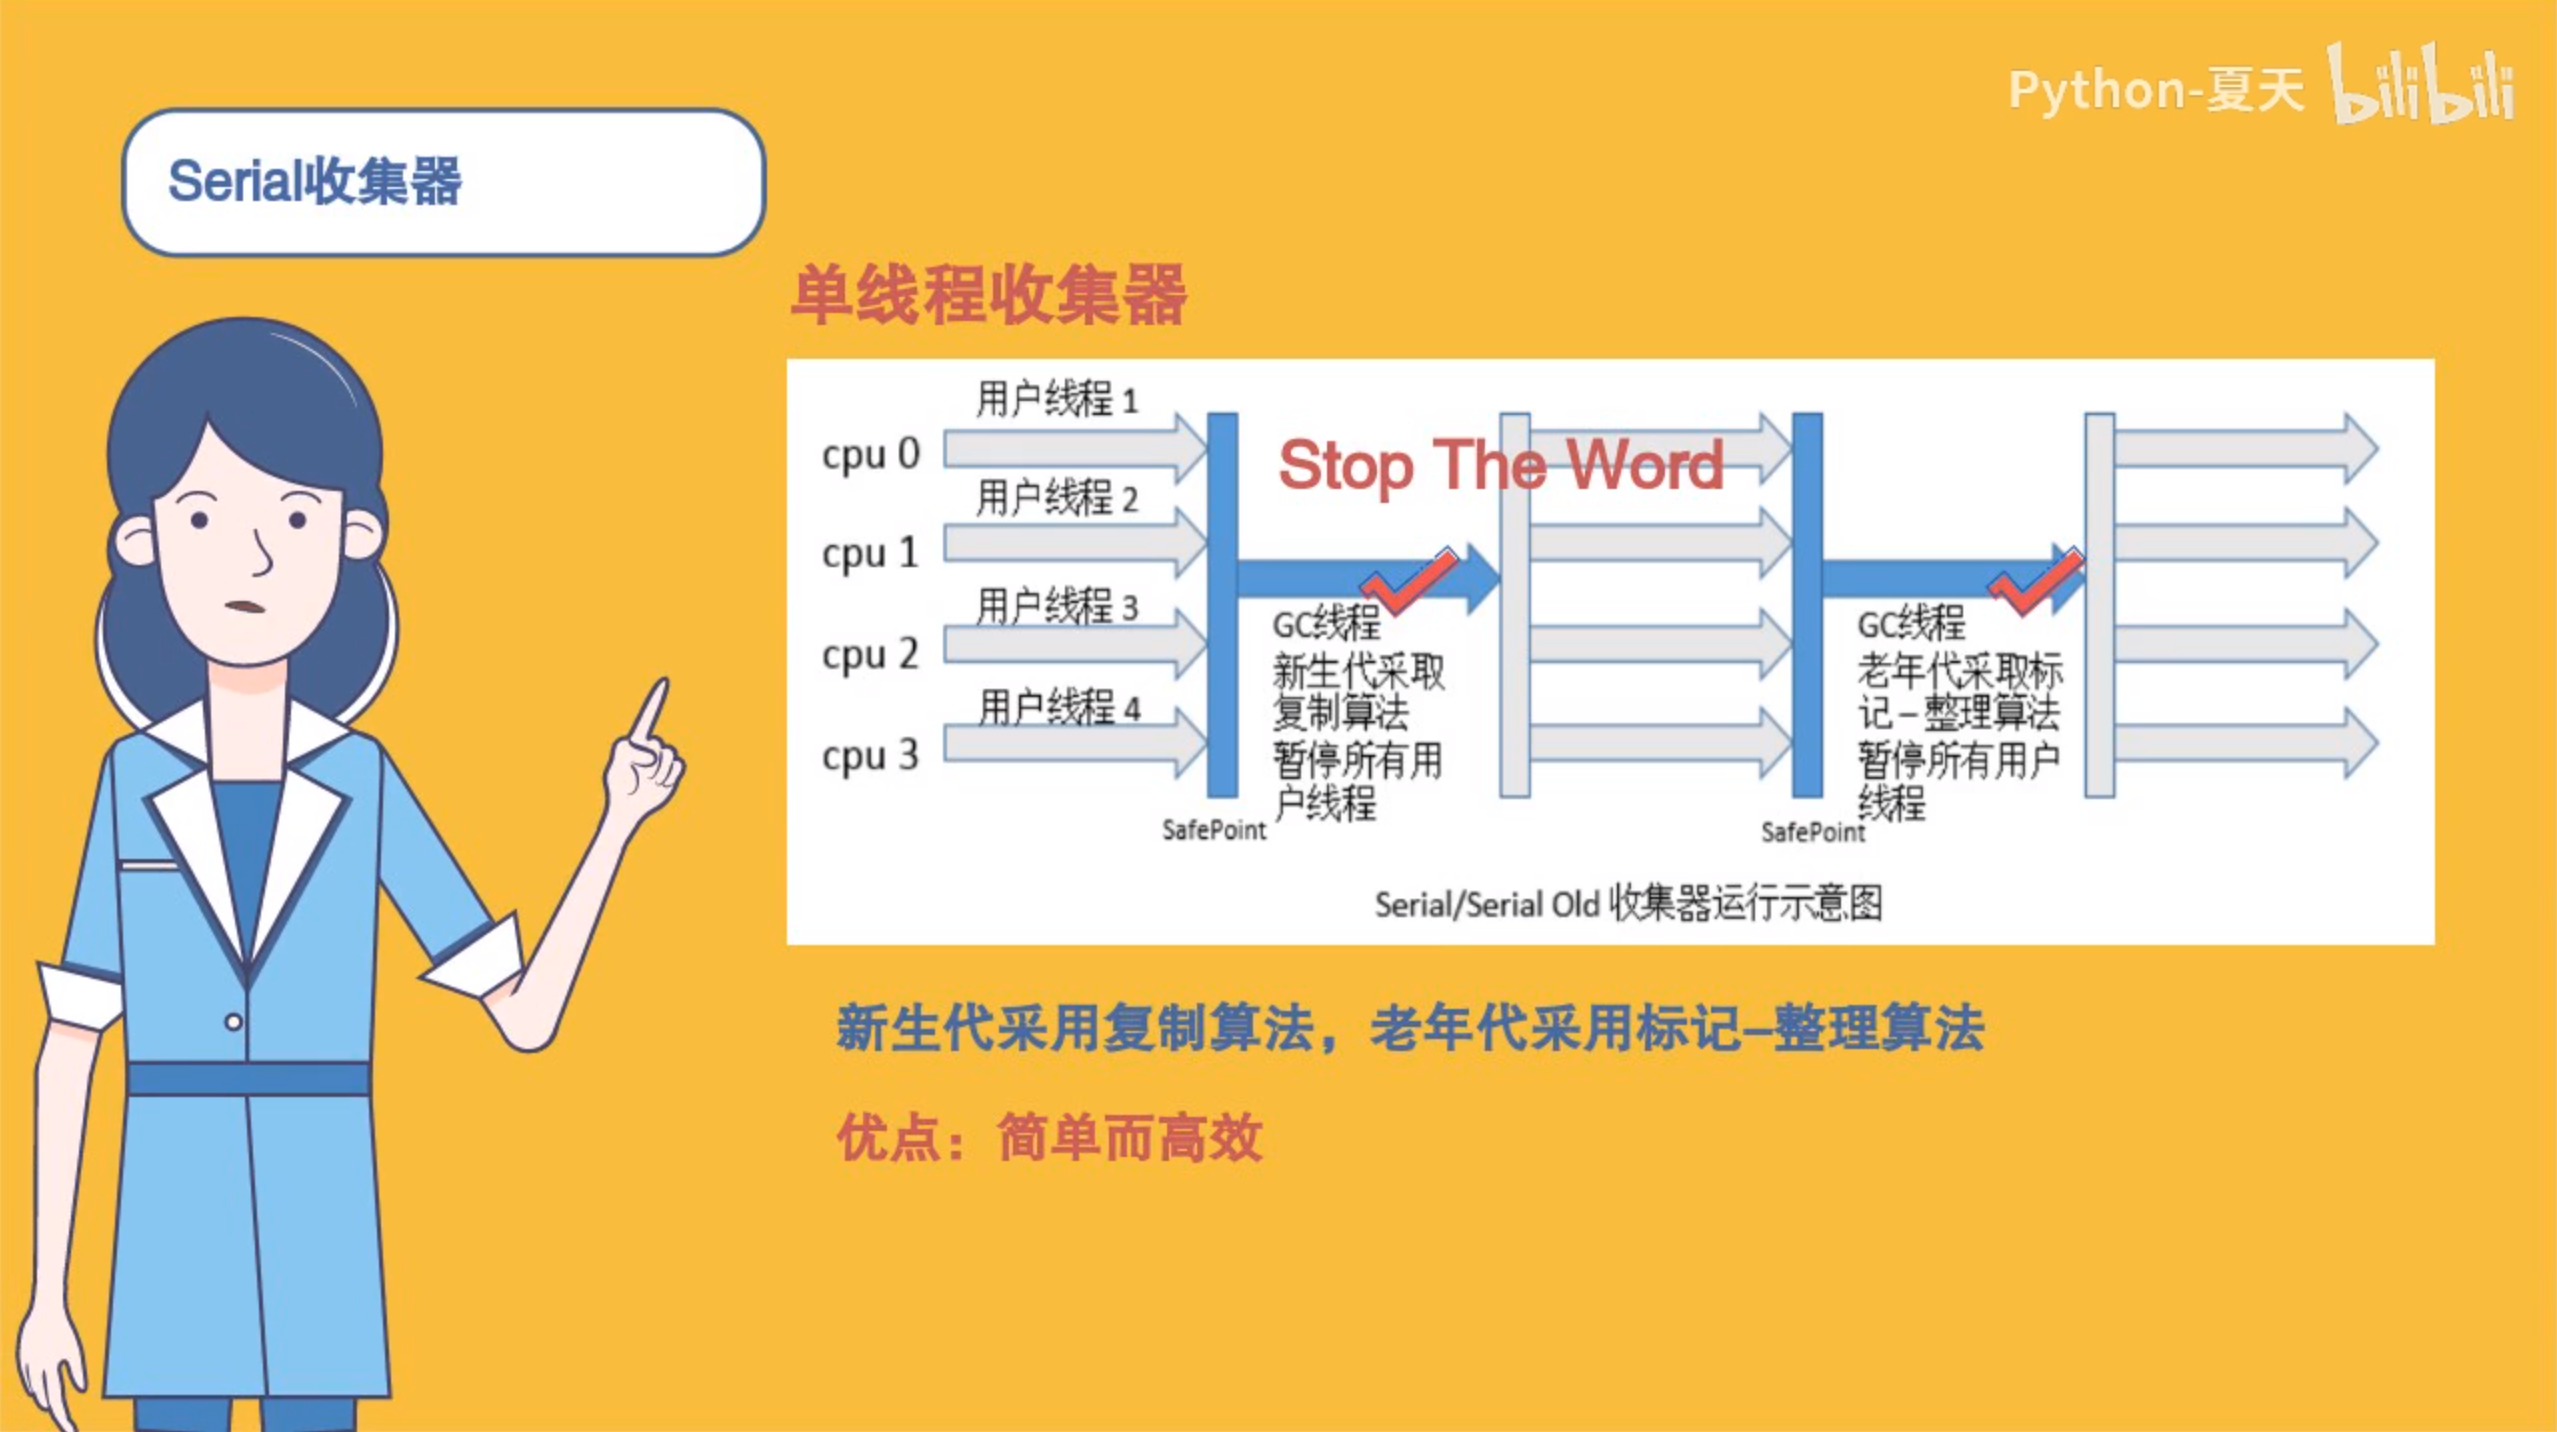 Python-夏天 bilibili
Serial收集器
单线程收集器
用户线程 1
cpu 0
Stop The Word
用户线程 2
cpu 1
用户线程 3
cpu 2
用户线程 4
cpu 3
GC线程
新生代采取
复制算法
暂停所有用
户线程
SafePoint
GC线程
老年代采取标
记–整理算法
暂停所有用户
线程
SafePoint
Serial/Serial Old 收集器运行示意图
新生代采用复制算法，老年代采用标记–整理算法
优点：简单而高效